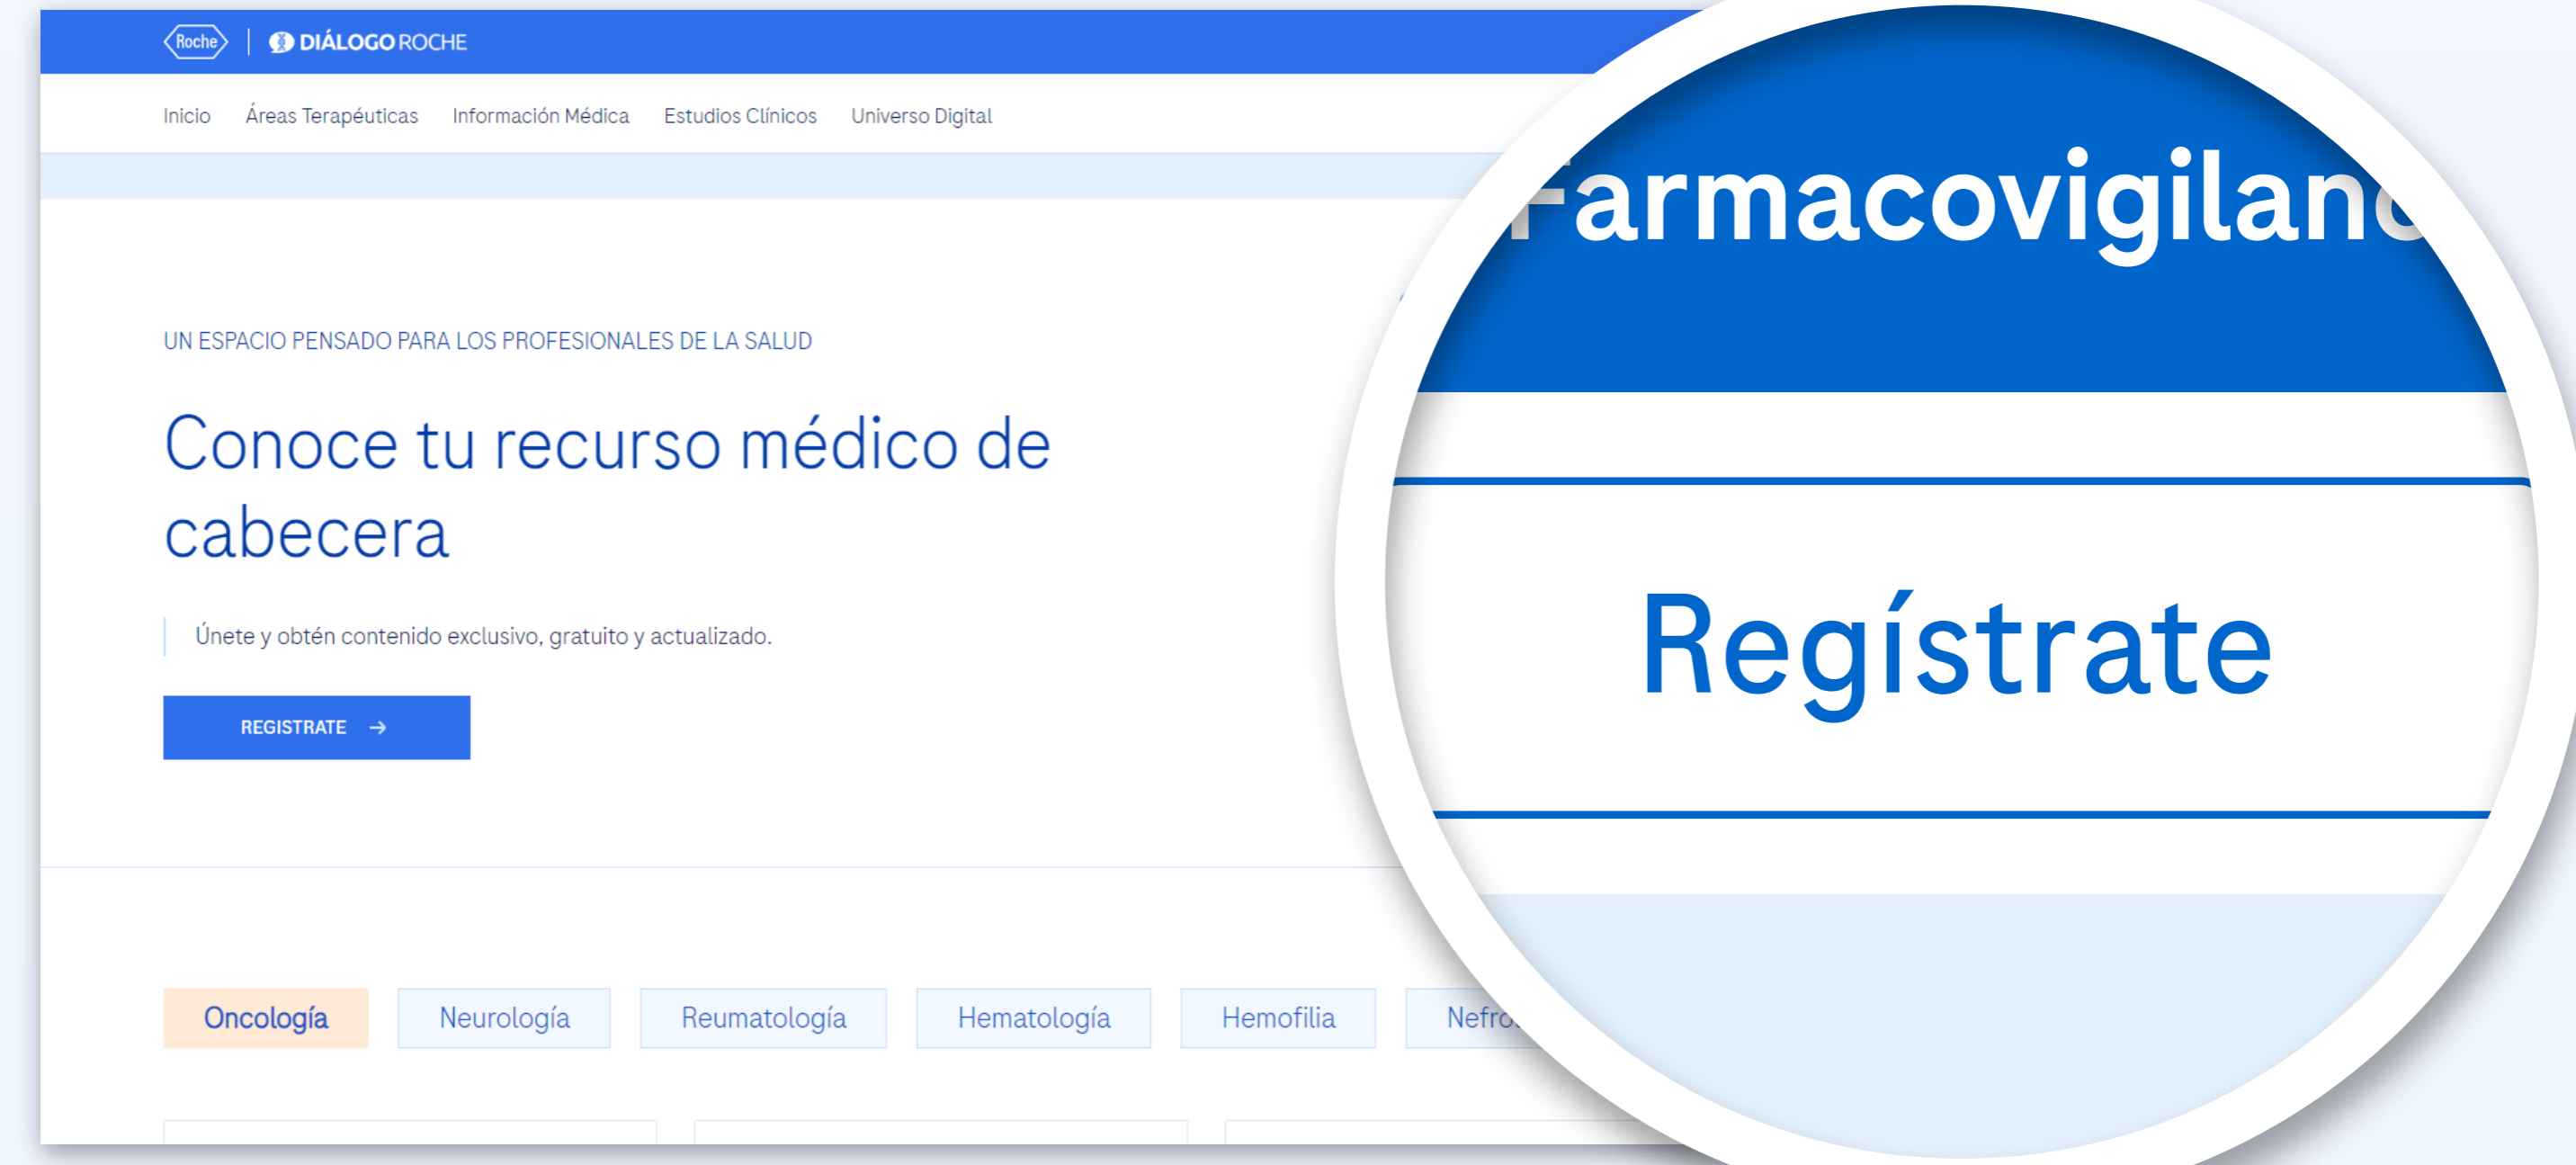 Roche DIÁLOGO ROCHE
Inicio Áreas Terapéuticas Información Médica Estudios Clínicos Universo Digital
UN ESPACIO PENSADO PARA LOS PROFESIONALES DE LA SALUD
Conoce tu recurso médico de
cabecera
Únete y obtén contenido exclusivo, gratuito y actualizado.
REGISTRATE →
Oncología Neurología Reumatología Hematología Hemofilia
Regístrate